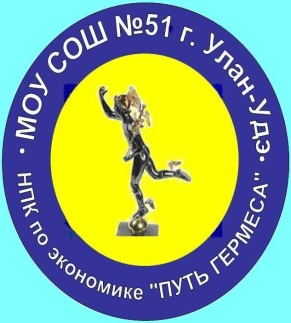 • МОУ СОШ №51 г. Улан-Удэ •
НПК по экономике "ПУТЬ ГЕРМЕСА"